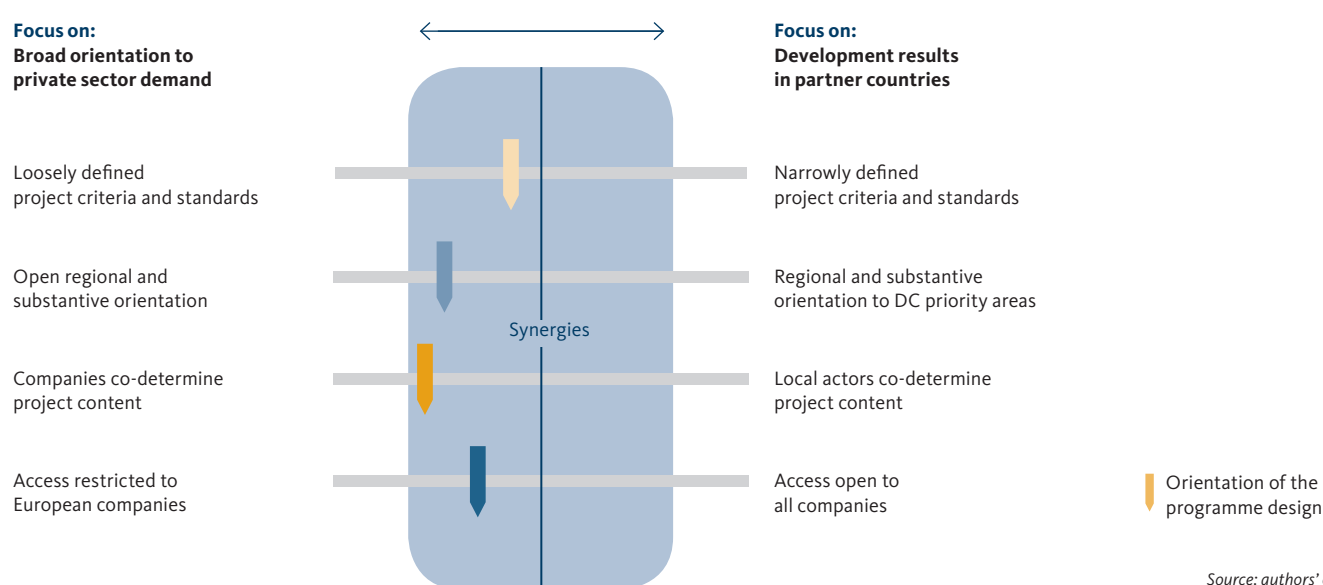 Focus on:
Broad orientation to
private sector demand
Focus on:
Development results
in partner countries
Loosely defined
project criteria and standards
Narrowly defined
project criteria and standards
Open regional and
substantive orientation
Regional and substantive
orientation to DC priority areas
Synergies
Companies co-determine
project content
Local actors co-determine
project content
Access restricted to
European companies
Access open to
all companies
Orientation of the
programme design
Source: authors'